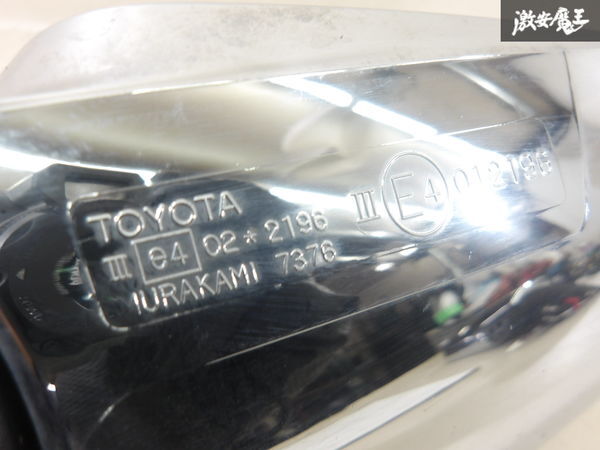 激安魔王
TOYOTA
III e4 02*2196
MURAKAMI 7376
III E4 012196